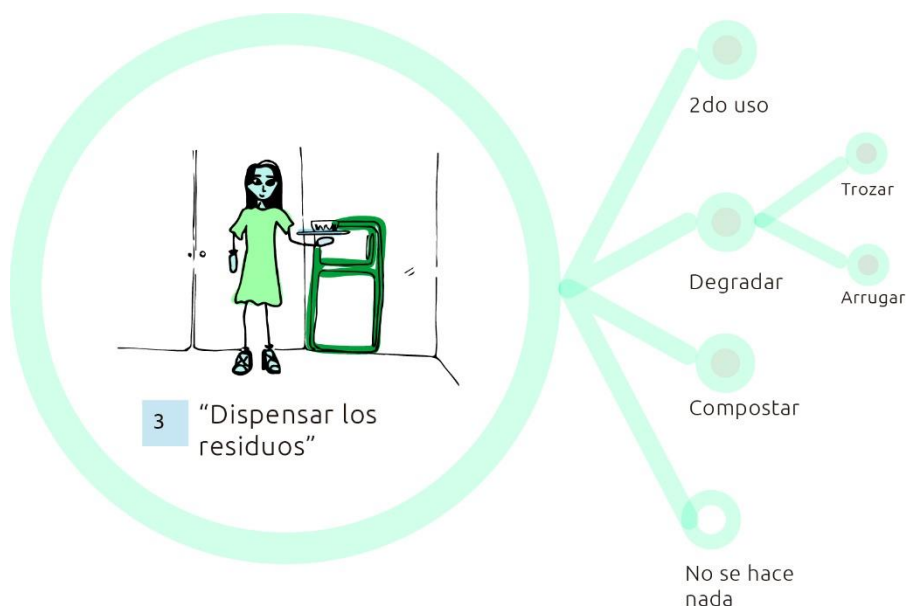 3
“Dispensar los
residuos”
2do uso
Degradar
Trozar
Arrugar
Compostar
No se hace
nada